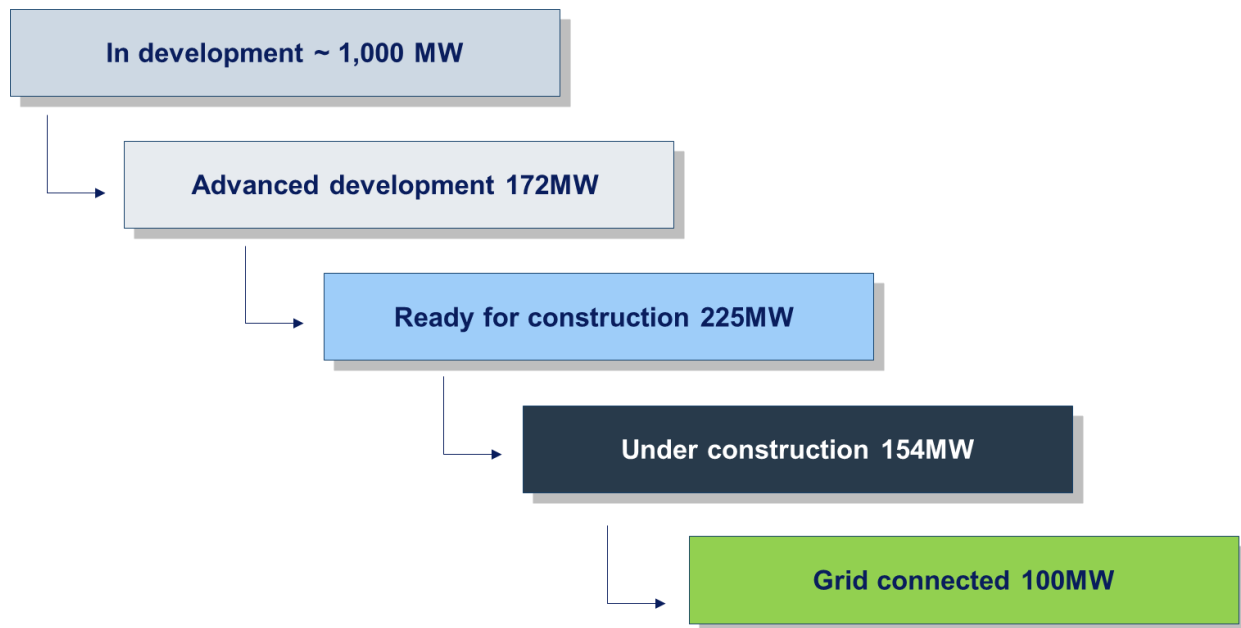 In development ~ 1,000 MW
Advanced development 172MW
Ready for construction 225MW
Under construction 154MW
Grid connected 100MW